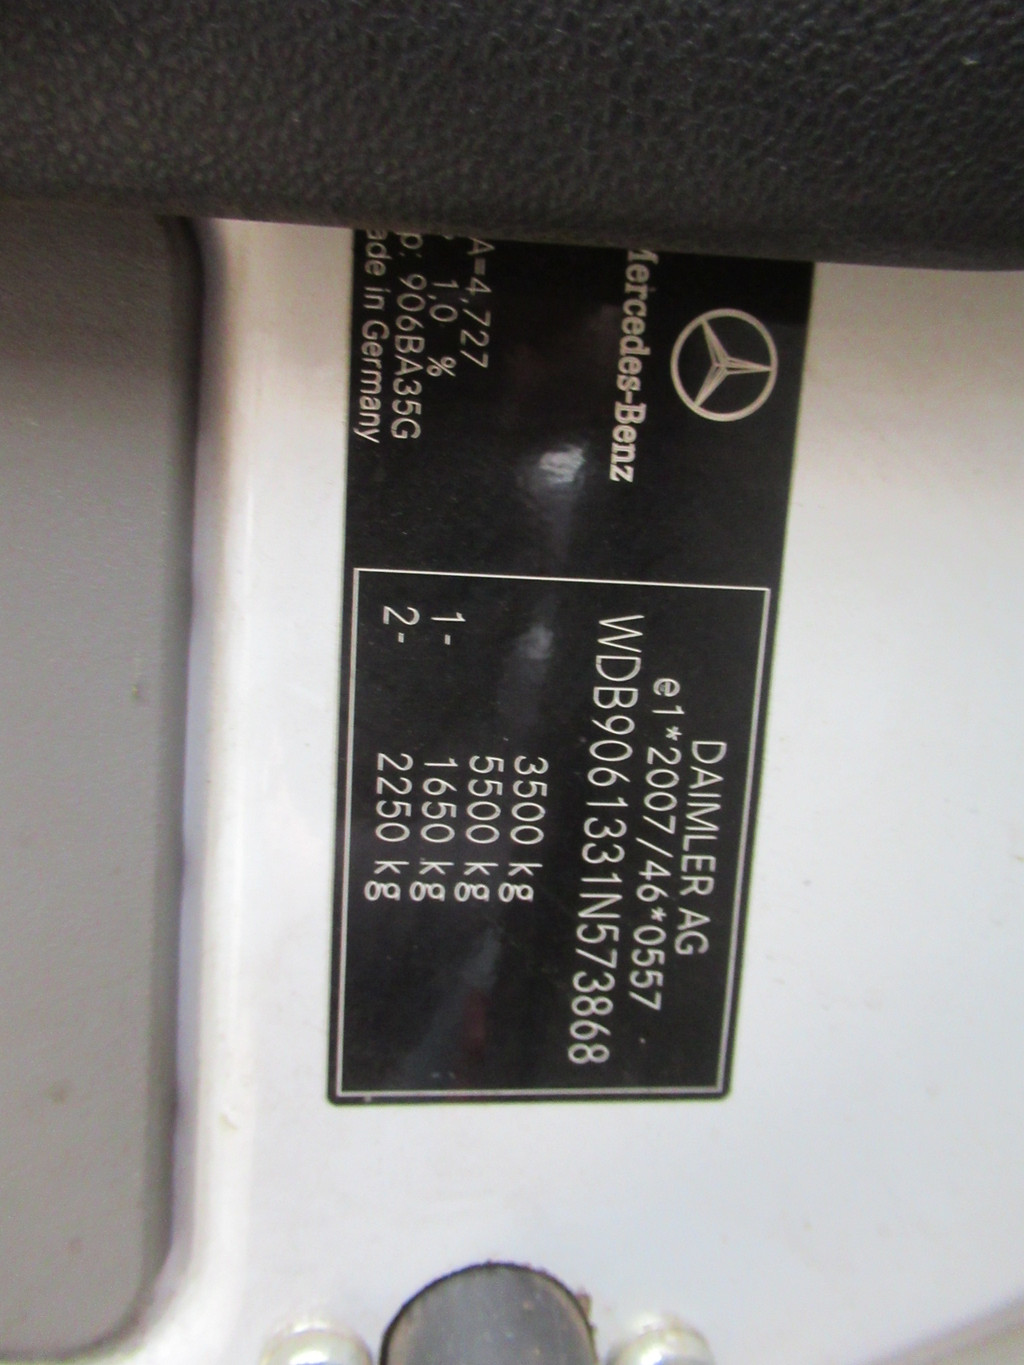 Mercedes-Benz
A=4,727
1,0 %
p: 906BA35G
ade in Germany
DAIMLER AG
e1*2007/46*0557
WDB9061331N573868
3500 kg
5500 kg
1- 1650 kg
2- 2250 kg